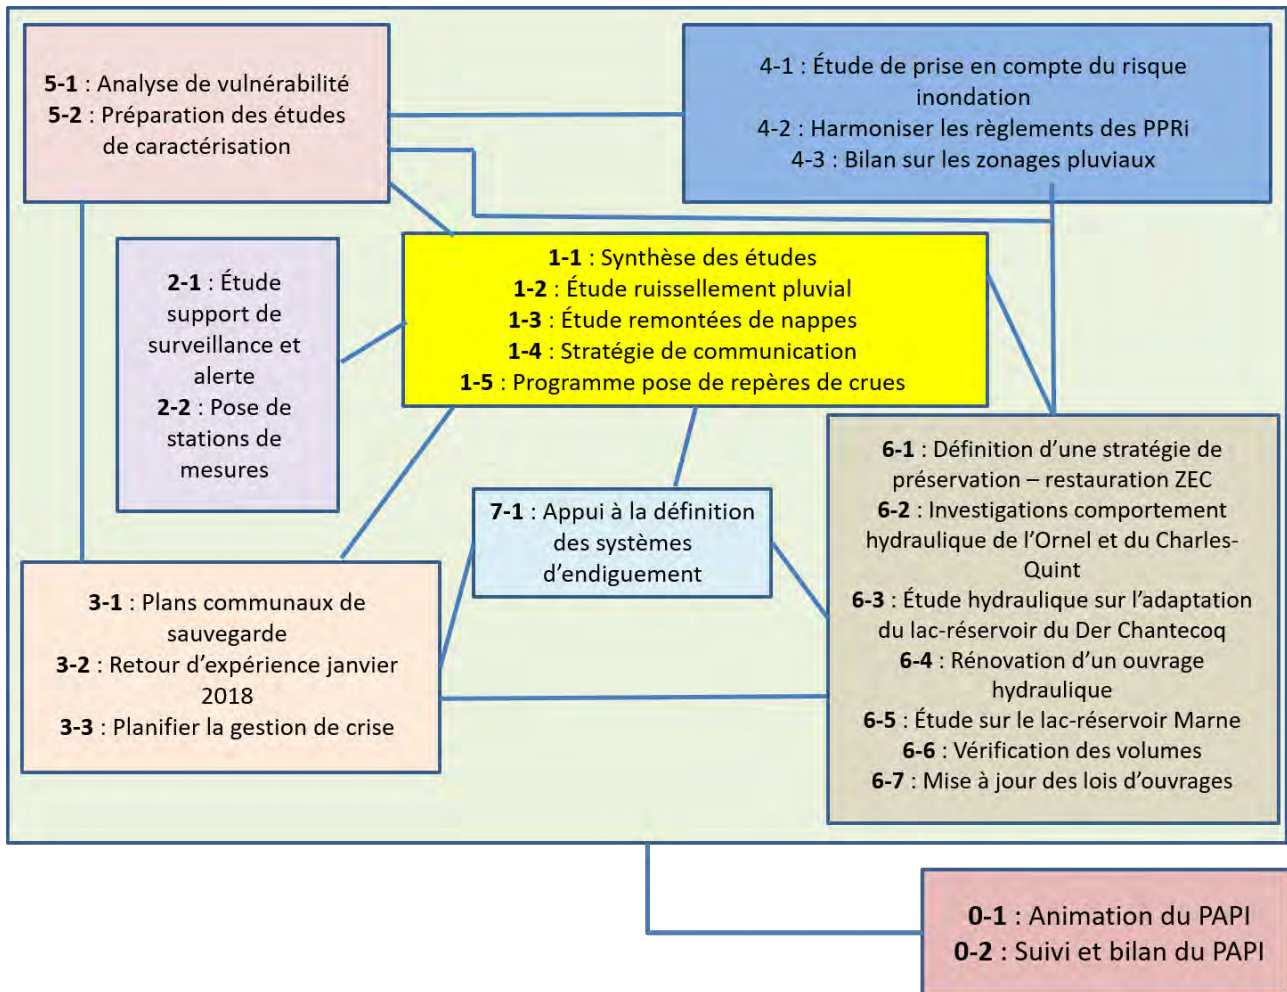 5-1 : Analyse de vulnérabilité
5-2 : Préparation des études
de caractérisation
4-1 : Étude de prise en compte du risque
inondation
4-2 : Harmoniser les règlements des PPRi
4-3 : Bilan sur les zonages pluviaux
2-1 : Étude
support de
surveillance et
alerte
2-2 : Pose de
stations de
mesures
1-1 : Synthèse des études
1-2 : Étude ruissellement pluvial
1-3 : Étude remontées de nappes
1-4 : Stratégie de communication
1-5 : Programme pose de repères de crues
7-1 : Appui à la définition
des systèmes
d’endiguement
6-1 : Définition d’une stratégie de
préservation – restauration ZEC
6-2 : Investigations comportement
hydraulique de l’Ornel et du Charles-
Quint
6-3 : Étude hydraulique sur l’adaptation
du lac-réservoir du Der Chantecoq
6-4 : Rénovation d’un ouvrage
hydraulique
6-5 : Étude sur le lac-réservoir Marne
6-6 : Vérification des volumes
6-7 : Mise à jour des lois d’ouvrages
3-1 : Plans communaux de
sauvegarde
3-2 : Retour d’expérience janvier
2018
3-3 : Planifier la gestion de crise
0-1 : Animation du PAPI
0-2 : Suivi et bilan du PAPI